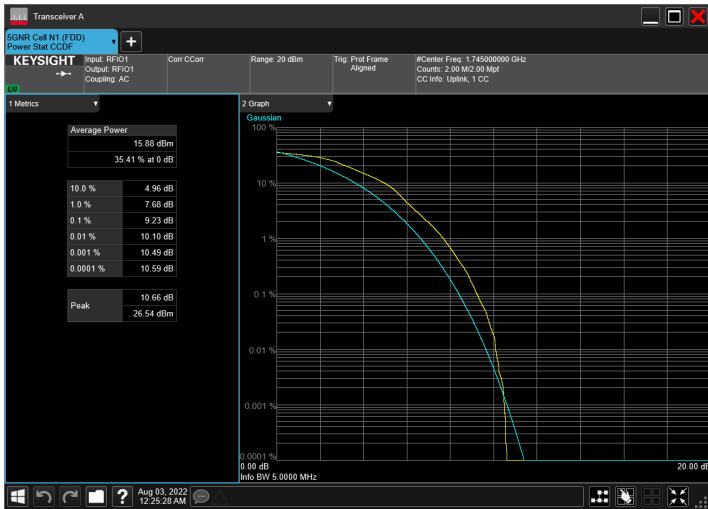 Transceiver A
5GNR Cell N1 (FDD)
Power Stat CCDF
KEYSIGHT
LXI
Input: RFIO1
Output: RFIO1
Coupling: AC
Corr CCorr
Range: 20 dBm
Trig: Prot Frame
Aligned
#Center Freq: 1.745000000 GHz
Counts: 2.00 M/2.00 Mpt
CC Info: Uplink, 1 CC
1 Metrics
Average Power
15.88 dBm
35.41 % at 0 dB
10.0 % 4.96 dB
1.0 % 7.68 dB
0.1 % 9.23 dB
0.01 % 10.10 dB
0.001 % 10.49 dB
0.0001 % 10.59 dB
Peak
10.66 dB
26.54 dBm
2 Graph
Gaussian
100 %
10 %
1 %
0.1 %
0.01 %
0.001 %
0.0001 %
0.00 dB
20.00 dB
Info BW 5.0000 MHz
Aug 03, 2022
12:25:28 AM